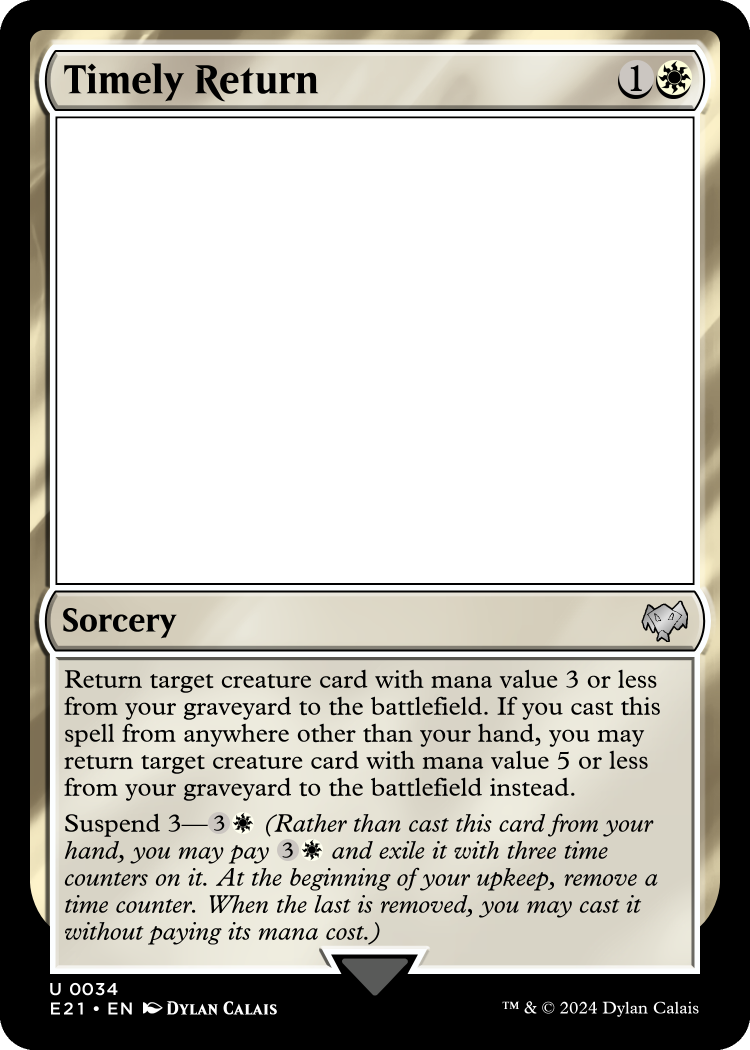 Timely Return 1
Sorcery
Return target creature card with mana value 3 or less
from your graveyard to the battlefield. If you cast this
spell from anywhere other than your hand, you may
return target creature card with mana value 5 or less
from your graveyard to the battlefield instead.
Suspend 3—3 (Rather than cast this card from your
hand, you may pay 3 and exile it with three time
counters on it. At the beginning of your upkeep, remove a
time counter. When the last is removed, you may cast it
without paying its mana cost.)
U 0034
E21 • EN Dylan Calais
™ & © 2024 Dylan Calais